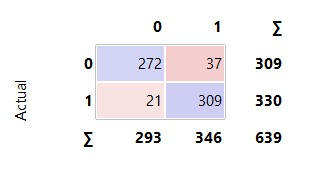 0 1 ∑
0 272 37 309
Actual
1 21 309 330
∑ 293 346 639